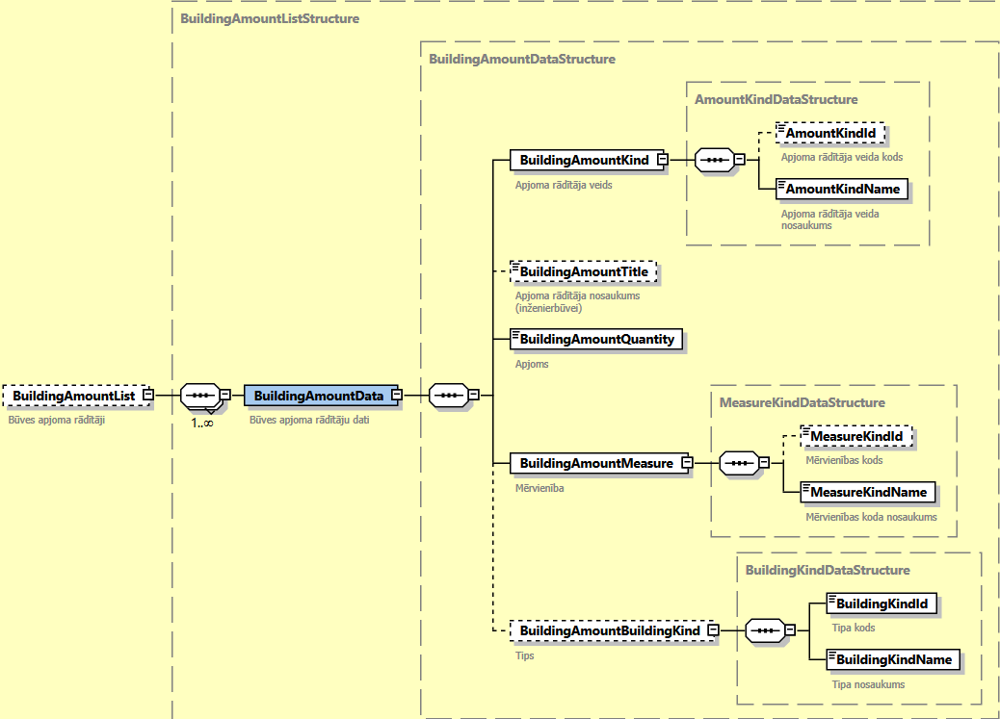 BuildingAmountListStructure
BuildingAmountDataStructure
AmountKindDataStructure
AmountKindId
Apjoma rādītāja veida kods
BuildingAmountKind
Apjoma rādītāja veids
AmountKindName
Apjoma rādītāja veida
nosaukums
BuildingAmountTitle
Apjoma rādītāja nosaukums
(inženierbūvei)
BuildingAmountQuantity
Apjoms
BuildingAmountList
Būves apjoma rādītāji
1..∞
BuildingAmountData
Būves apjoma rādītāju dati
MeasureKindDataStructure
MeasureKindId
Mērvienības kods
BuildingAmountMeasure
Mērvienība
MeasureKindName
Mērvienības koda nosaukums
BuildingKindDataStructure
BuildingKindId
Tipa kods
BuildingAmountBuildingKind
Tips
BuildingKindName
Tipa nosaukums